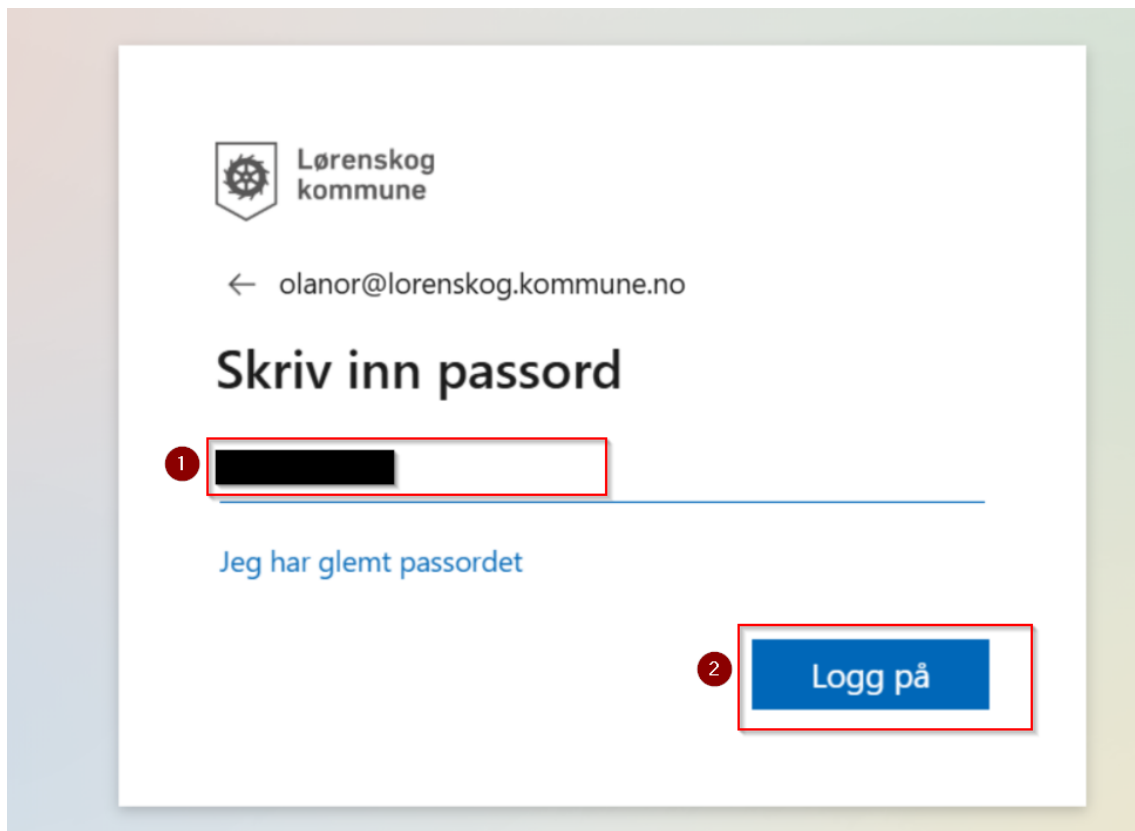 Lørenskog
kommune
← olanor@lorenskog.kommune.no
Skriv inn passord
1
Jeg har glemt passordet
2
Logg på